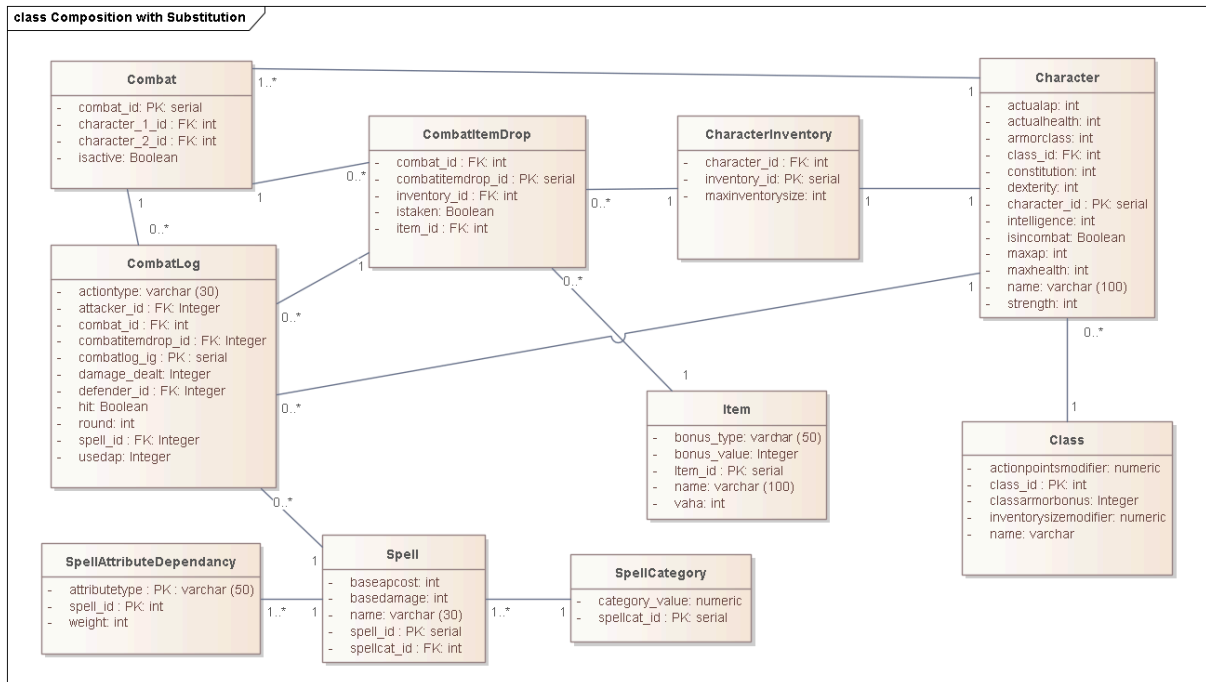 class Composition with Substitution
Combat
- combat_id: PK: serial
- character_1_id : FK: int
- character_2_id : FK: int
- isactive: Boolean
1..*
1
1
0..*
1
0..*
CombatItemDrop
- combat_id : FK: int
- combatitemdrop_id : PK: serial
- inventory_id : FK: int
- istaken: Boolean
- item_id : FK: int
0..*
1
CharacterInventory
- character_id : FK: int
- inventory_id : PK: serial
- maxinventorysize: int
1
1
Character
- actualap: int
- actualhealth: int
- armorclass: int
- class_id: FK: int
- constitution: int
- dexterity: int
- character_id : PK: serial
- intelligence: int
- isincombat: Boolean
- maxap: int
- maxhealth: int
- name: varchar (100)
- strength: int
CombatLog
- actiontype: varchar (30)
- attacker_id : FK: Integer
- combat_id : FK: int
- combatitemdrop_id : FK: Integer
- combatlog_ig : PK : serial
- damage_dealt: Integer
- defender_id : FK: Integer
- hit: Boolean
- round: int
- spell_id : FK: Integer
- usedap: Integer
1
0..*
1
0..*
0..*
1
0..*
1
Item
- bonus_type: varchar (50)
- bonus_value: Integer
- Item_id : PK: serial
- name: varchar (100)
- vaha: int
Class
- actionpointsmodifier: numeric
- class_id : PK: int
- classarmorbonus: Integer
- inventorysizemodifier: numeric
- name: varchar
0..*
1
SpellAttributeDependancy
- attributetype : PK : varchar (50)
- spell_id : PK: int
- weight: int
1..*
1
Spell
- baseapcost: int
- basedamage: int
- name: varchar (30)
- spell_id : PK: serial
- spellcat_id : FK: int
1..*
1
SpellCategory
- category_value: numeric
- spellcat_id : PK: serial